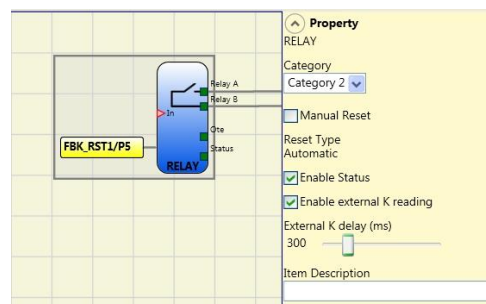 Relay A
Relay B
In
Ote
Status
FBK_RST1/P5
RELAY
Property
RELAY
Category
Category 2
Manual Reset
Reset Type
Automatic
Enable Status
Enable external K reading
External K delay (ms)
300
Item Description